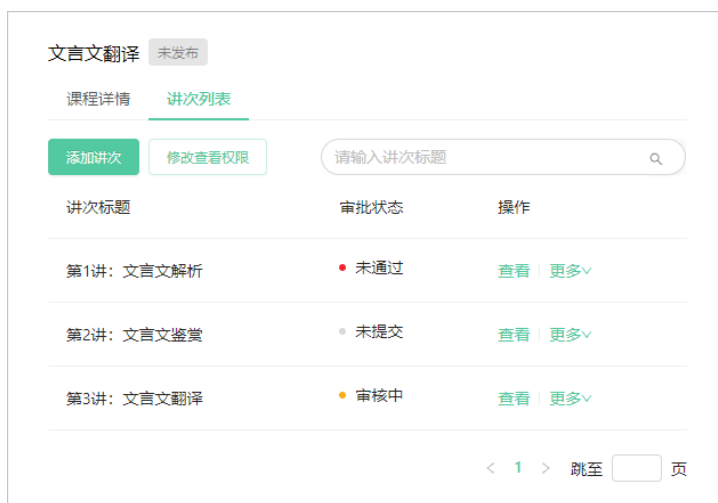 文言文翻译 未发布
课程详情 讲次列表
添加讲次 修改查看权限 请输入讲次标题
讲次标题 审批状态 操作
第1讲：文言文解析 未通过 查看 更多
第2讲：文言文鉴赏 未提交 查看 更多
第3讲：文言文翻译 审核中 查看 更多
< 1 > 跳至 页